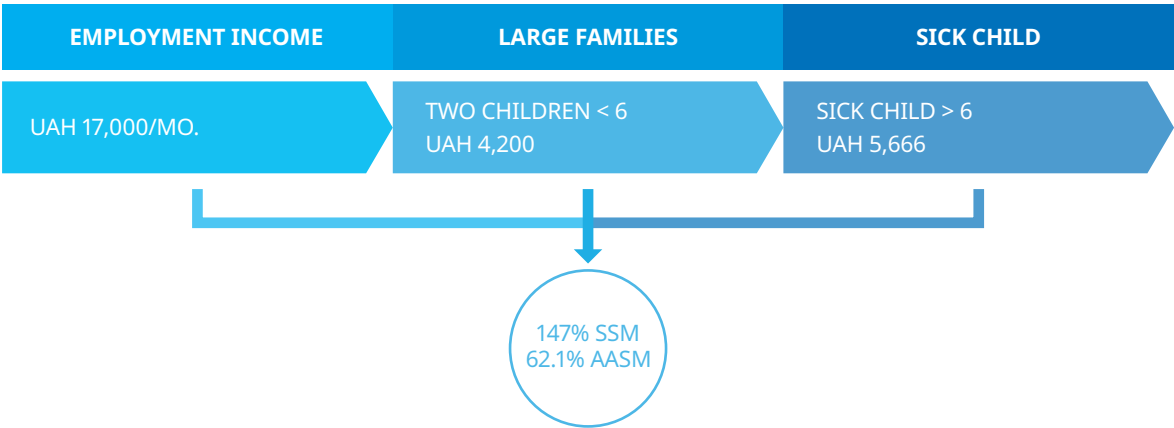 EMPLOYMENT INCOME
LARGE FAMILIES
SICK CHILD
UAH 17,000/MO.
TWO CHILDREN < 6
UAH 4,200
SICK CHILD > 6
UAH 5,666
147% SSM
62.1% AASM